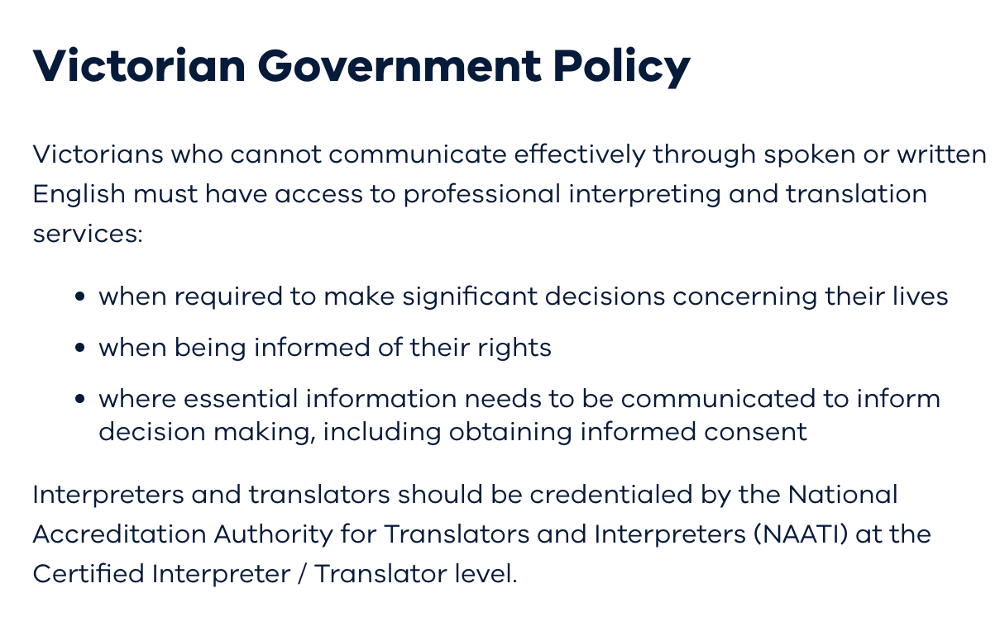 Victorian Government Policy
Victorians who cannot communicate effectively through spoken or written
English must have access to professional interpreting and translation
services:
• when required to make significant decisions concerning their lives
• when being informed of their rights
• where essential information needs to be communicated to inform
decision making, including obtaining informed consent
Interpreters and translators should be credentialed by the National
Accreditation Authority for Translators and Interpreters (NAATI) at the
Certified Interpreter / Translator level.